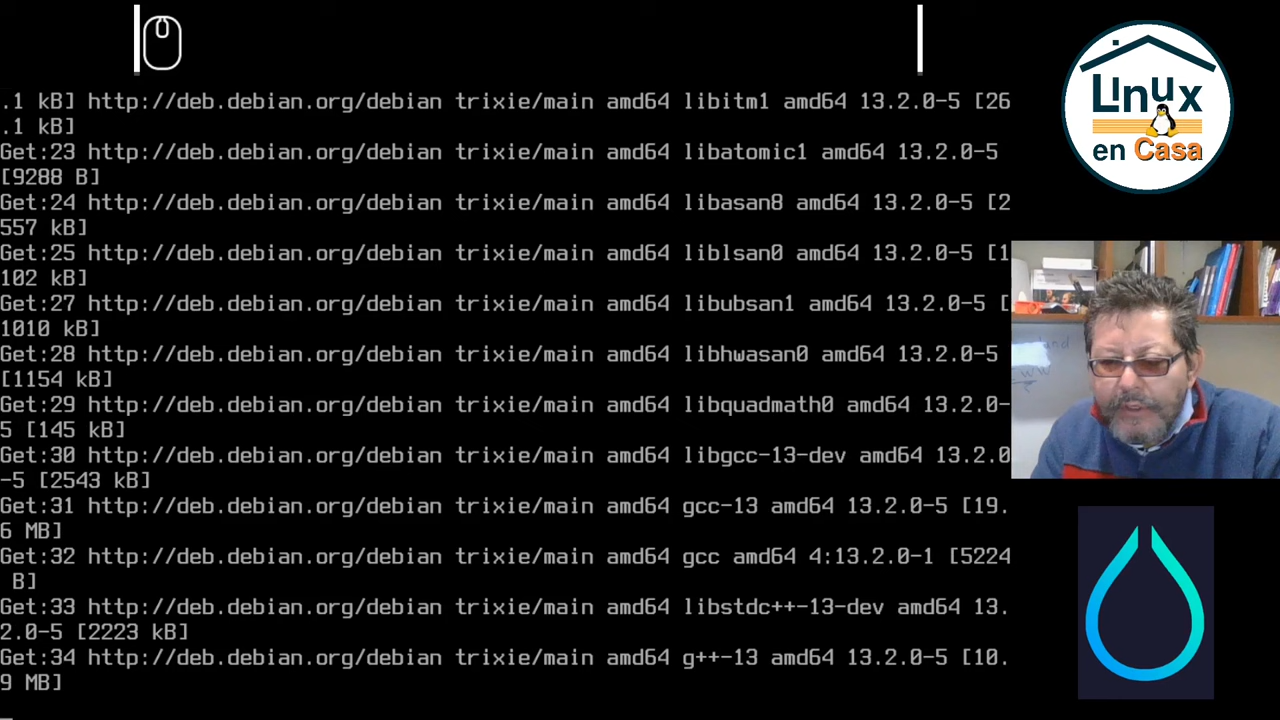 .1 kB] http://deb.debian.org/debian trixie/main amd64 libitm1 amd64 13.2.0-5 [26
.1 kB]
Get:23 http://deb.debian.org/debian trixie/main amd64 libatomic1 amd64 13.2.0-5
[9288 B]
Get:24 http://deb.debian.org/debian trixie/main amd64 libasan8 amd64 13.2.0-5 [2
557 kB]
Get:25 http://deb.debian.org/debian trixie/main amd64 liblsan0 amd64 13.2.0-5 [1
102 kB]
Get:27 http://deb.debian.org/debian trixie/main amd64 libubsan1 amd64 13.2.0-5 [
1010 kB]
Get:28 http://deb.debian.org/debian trixie/main amd64 libhwasan0 amd64 13.2.0-5
[1154 kB]
Get:29 http://deb.debian.org/debian trixie/main amd64 libquadmath0 amd64 13.2.0-
5 [145 kB]
Get:30 http://deb.debian.org/debian trixie/main amd64 libgcc-13-dev amd64 13.2.0
-5 [2543 kB]
Get:31 http://deb.debian.org/debian trixie/main amd64 gcc-13 amd64 13.2.0-5 [19.
6 MB]
Get:32 http://deb.debian.org/debian trixie/main amd64 gcc amd64 4:13.2.0-1 [5224
 B]
Get:33 http://deb.debian.org/debian trixie/main amd64 libstdc++-13-dev amd64 13.
2.0-5 [2223 kB]
Get:34 http://deb.debian.org/debian trixie/main amd64 g++-13 amd64 13.2.0-5 [10.
9 MB]
Linux
en Casa